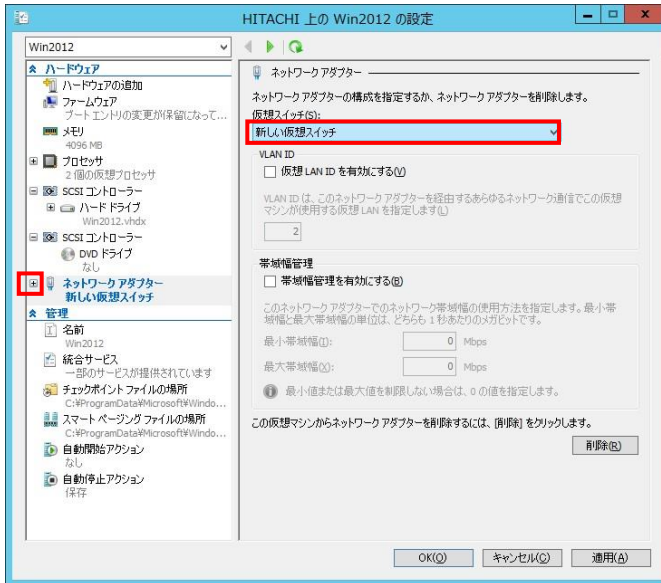 HITACHI 上の Win2012 の設定
Win2012
ハードウェア
ハードウェアの追加
ファームウェア
ブート エントリの変更が保留になって...
メモリ
4096 MB
プロセッサ
2 個の仮想プロセッサ
SCSI コントローラー
ハード ドライブ
Win2012.vhdx
SCSI コントローラー
DVD ドライブ
なし
ネットワーク アダプター
新しい仮想スイッチ
管理
名前
Win2012
統合サービス
一部のサービスが提供されています
チェックポイント ファイルの場所
C:¥ProgramData¥Microsoft¥Windo...
スマート ページング ファイルの場所
C:¥ProgramData¥Microsoft¥Windo...
自動開始アクション
なし
自動停止アクション
保存
ネットワーク アダプター
ネットワーク アダプターの構成を指定するか、ネットワーク アダプターを削除します。
仮想スイッチ(S):
新しい仮想スイッチ
VLAN ID
仮想 LAN ID を有効にする(V)
VLAN ID は、このネットワーク アダプターを経由するあらゆるネットワーク通信でこの仮想
マシンが使用する仮想 LAN を指定します(L)
2
帯域幅管理
帯域幅管理を有効にする(B)
このネットワーク アダプターでのネットワーク帯域幅の使用方法を指定します。最小帯
域幅と最大帯域幅の単位は、どちらも 1 秒あたりのメガビットです。
最小帯域幅(I): 0 Mbps
最大帯域幅(X): 0 Mbps
最小値または最大値を制限しない場合は、0 の値を指定します。
この仮想マシンからネットワーク アダプターを削除するには、[削除] をクリックします。
削除(R)
OK(O) キャンセル(C) 適用(A)